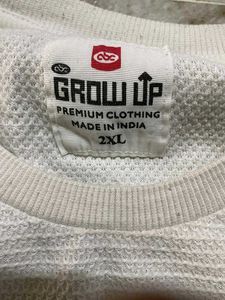 GROW UP
PREMIUM CLOTHING
MADE IN INDIA
2XL